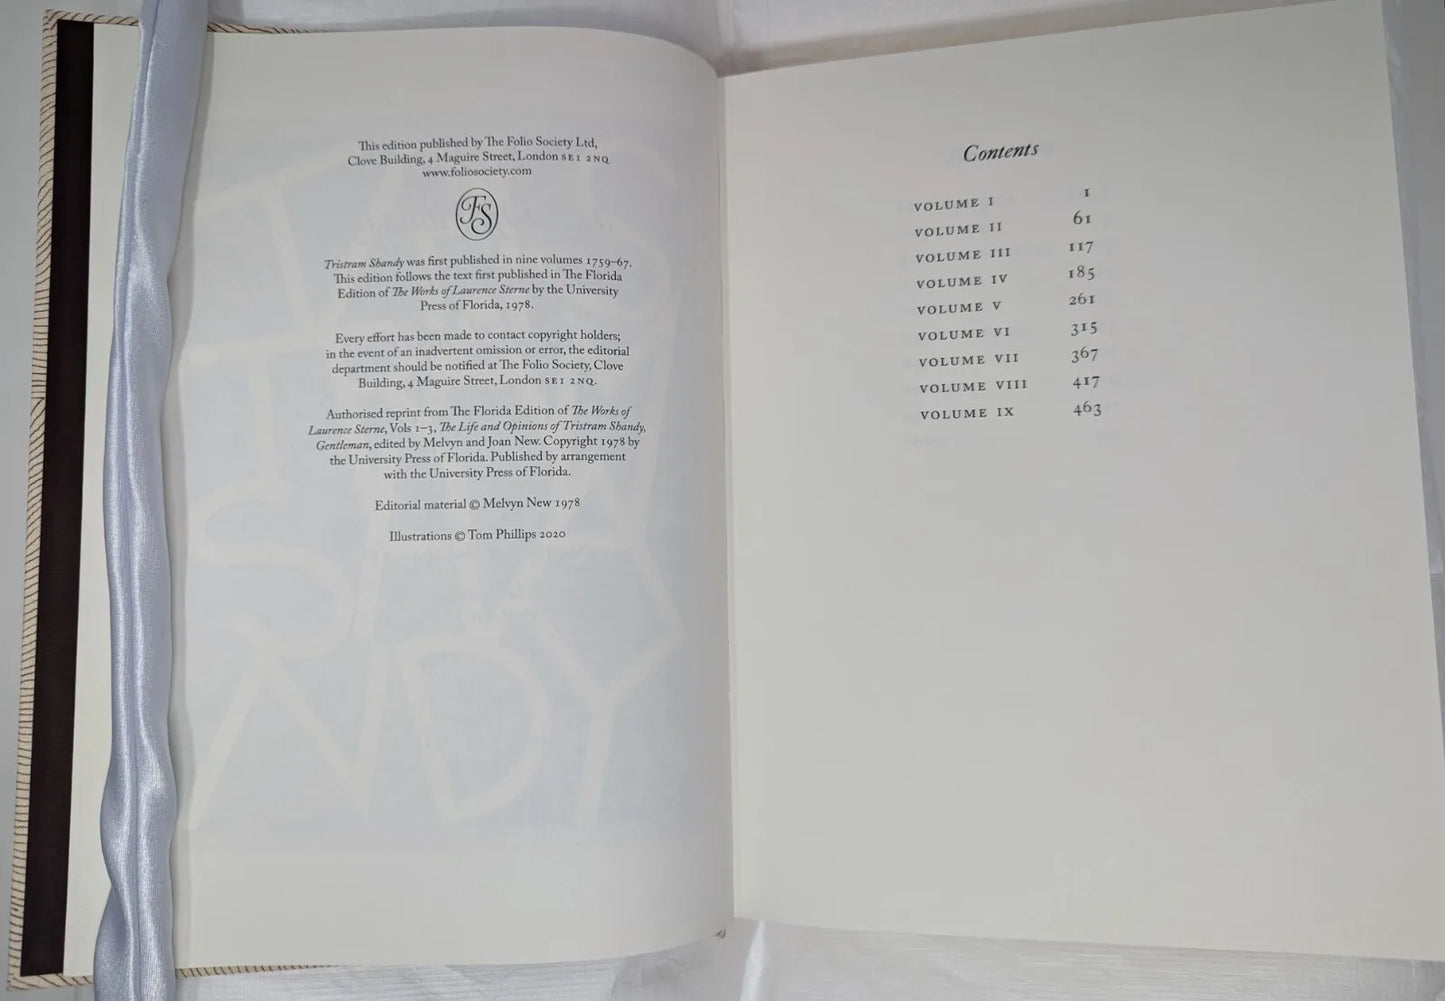 This edition published by The Folio Society Ltd,
Clove Building, 4 Maguire Street, London SE1 2NQ
www.foliosociety.com
FS
Tristram Shandy was first published in nine volumes 1759–67.
This edition follows the text first published in The Florida
Edition of The Works of Laurence Sterne by the University
Press of Florida, 1978.
Every effort has been made to contact copyright holders;
in the event of an inadvertent omission or error, the editorial
department should be notified at The Folio Society, Clove
Building, 4 Maguire Street, London SE1 2NQ.
Authorised reprint from The Florida Edition of The Works of
Laurence Sterne, Vols 1–3, The Life and Opinions of Tristram Shandy,
Gentleman, edited by Melvyn and Joan New. Copyright 1978 by
the University Press of Florida. Published by arrangement
with the University Press of Florida.
Editorial material © Melvyn New 1978
Illustrations © Tom Phillips 2020
Contents
VOLUME I 1
VOLUME II 61
VOLUME III 117
VOLUME IV 185
VOLUME V 261
VOLUME VI 315
VOLUME VII 367
VOLUME VIII 417
VOLUME IX 463